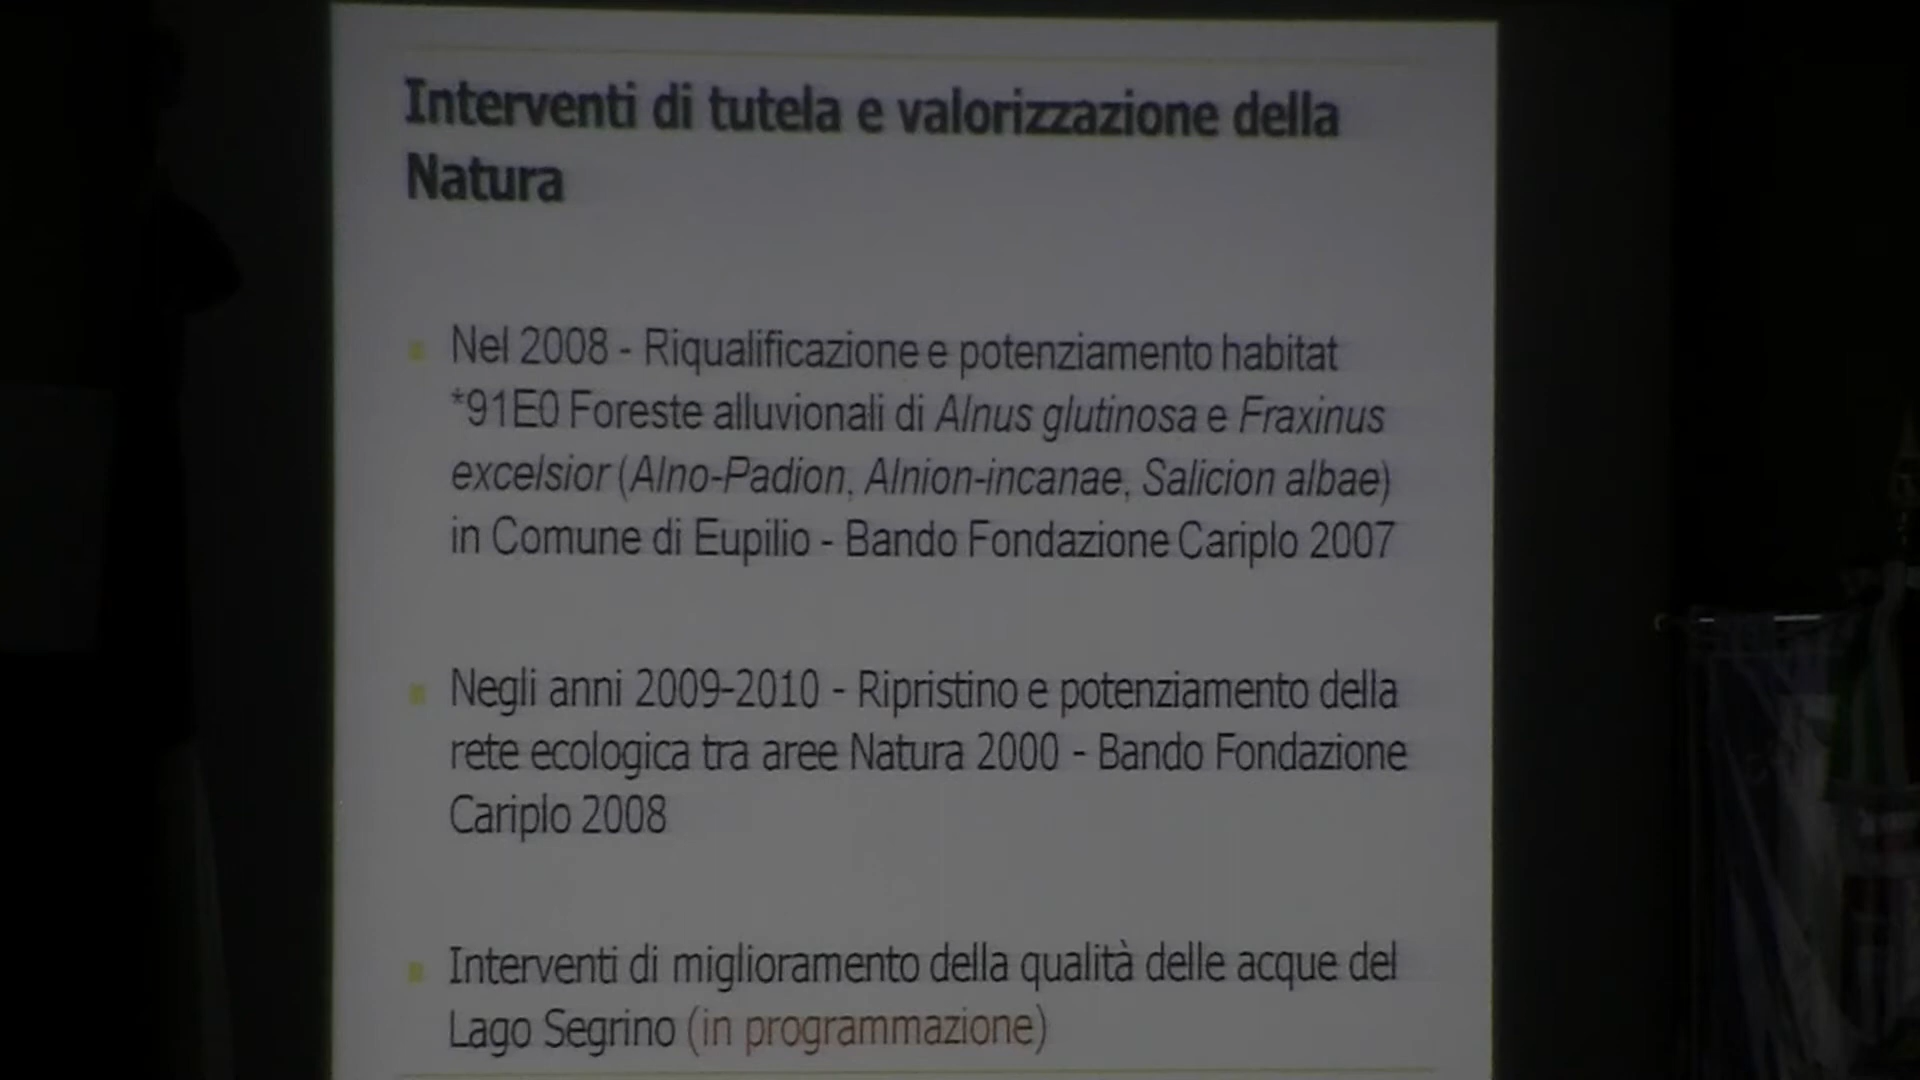 Interventi di tutela e valorizzazione della
Natura
Nel 2008 - Riqualificazione e potenziamento habitat
*91E0 Foreste alluvionali di Alnus glutinosa e Fraxinus
excelsior (Alno-Padion, Alnion-incanae, Salicion albae)
in Comune di Eupilio - Bando Fondazione Cariplo 2007
Negli anni 2009-2010 - Ripristino e potenziamento della
rete ecologica tra aree Natura 2000 - Bando Fondazione
Cariplo 2008
Interventi di miglioramento della qualità delle acque del
Lago Segrino (in programmazione)